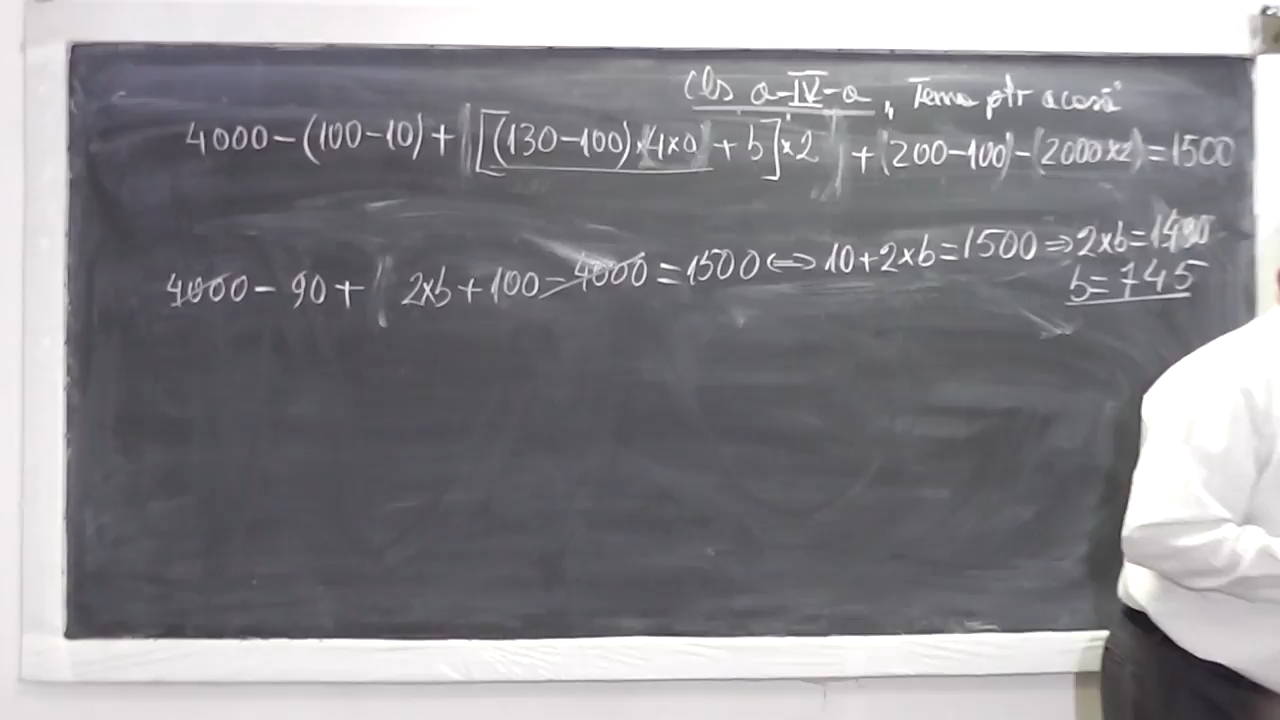 Cls a-IV-a, Temă ptr acasă
4000-(100-10)+{[(130-100)×(4×0)+b]×2}+(200-100)-(2000×2)=1500
4000-90+ 2×b+100-4000=1500⇔10+2×b=1500⇒2×b=1490
b=745